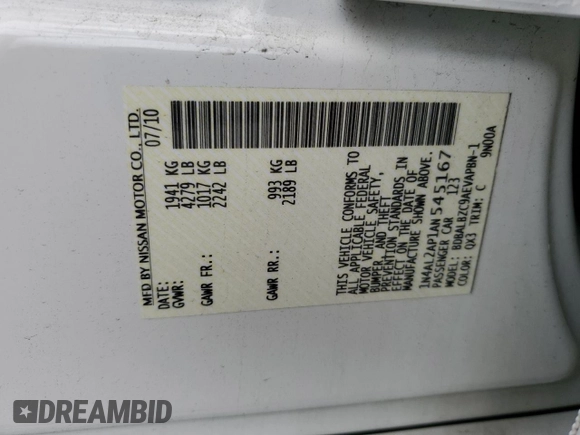 MFD BY NISSAN MOTOR CO., LTD.
DATE: 07/10
GVWR: 1941 KG
4279 LB
GAWR FR.: 1017 KG
2242 LB
GAWR RR.: 993 KG
2189 LB
THIS VEHICLE CONFORMS TO
ALL APPLICABLE FEDERAL
MOTOR VEHICLE SAFETY,
BUMPER, AND THEFT
PREVENTION STANDARDS IN
EFFECT ON THE DATE OF
MANUFACTURE SHOWN ABOVE.
1N4AL2AP1AN545167
PASSENGER CAR 123
MODEL: BDBALBZC9AEVAPBN-1
COLOR: QX3 TRIM: C 9N00A
DREAMBID